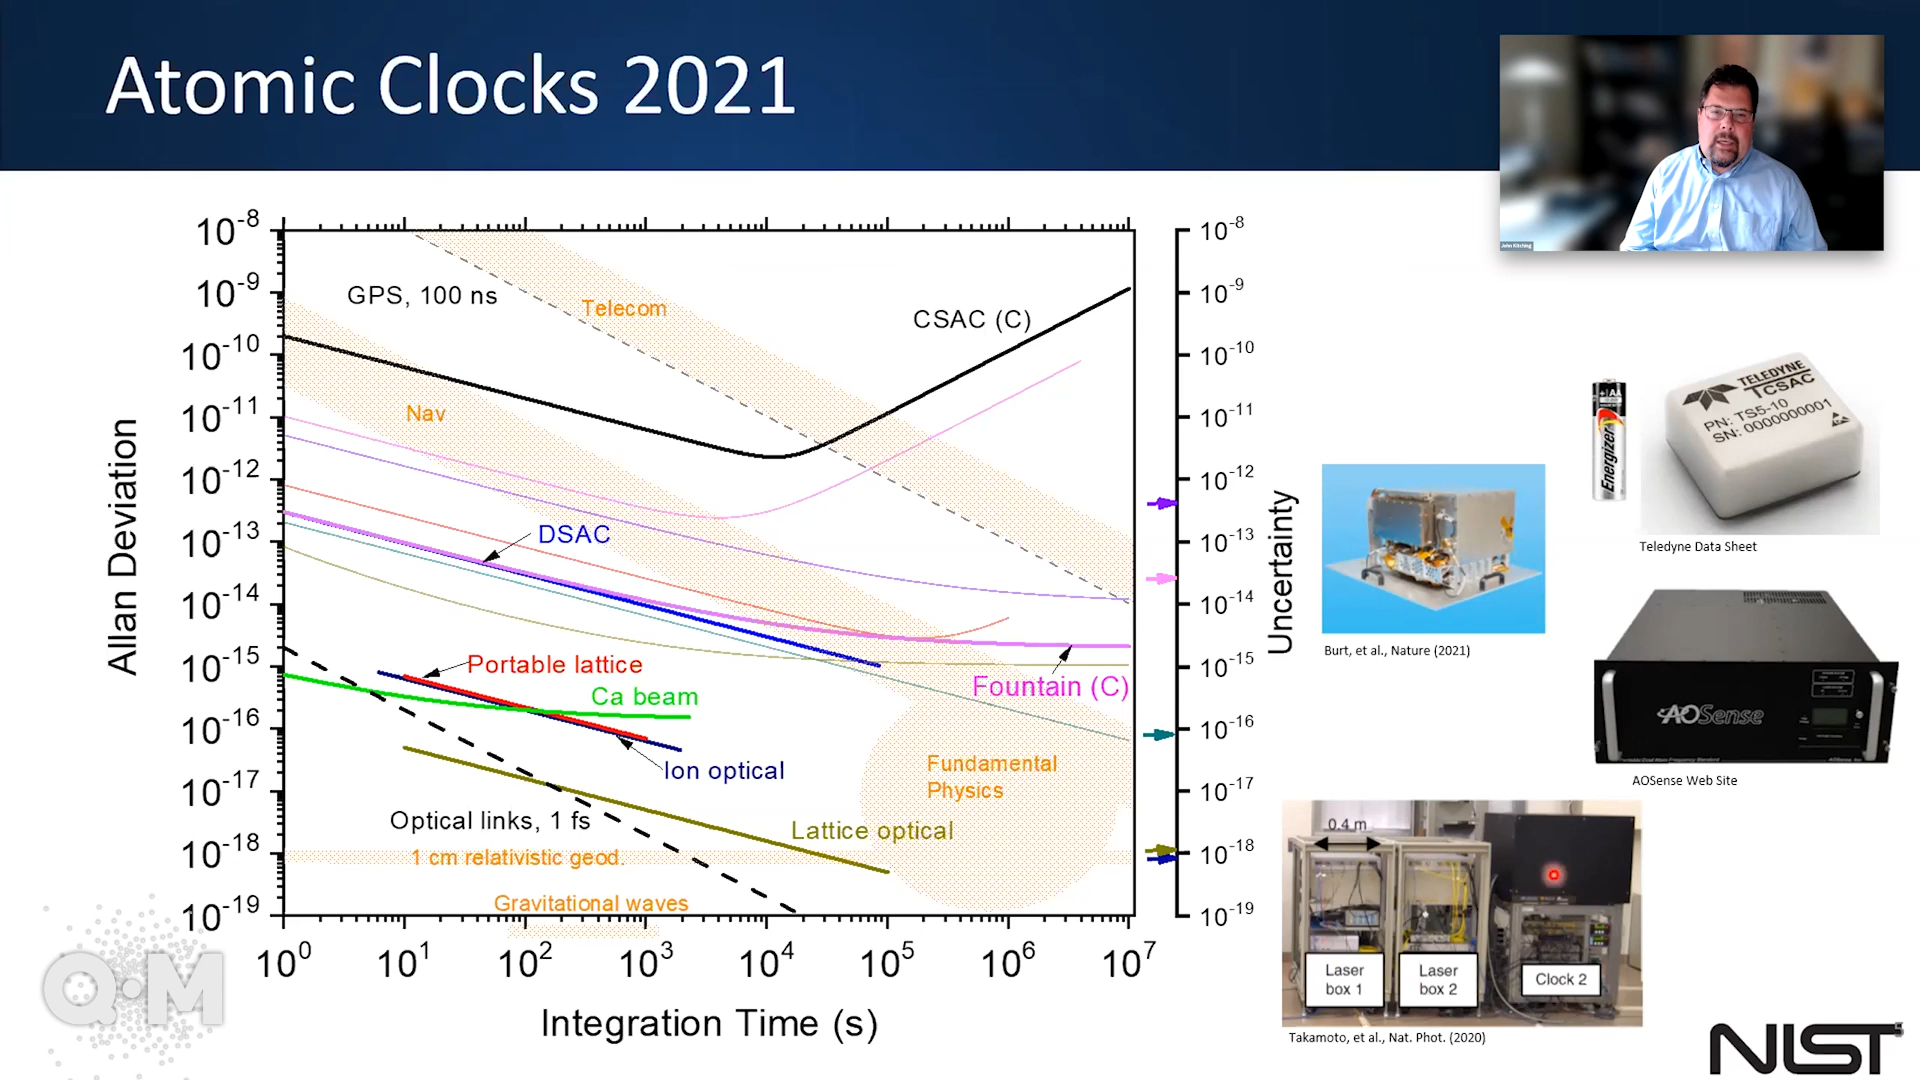 Atomic Clocks 2021
John Kitching
10-8
10-9
10-10
10-11
10-12
10-13
10-14
10-15
10-16
10-17
10-18
10-19
Allan Deviation
GPS, 100 ns
Telecom
CSAC (C)
Nav
DSAC
Portable lattice
Ca beam
Fountain (C)
Ion optical
Fundamental
Physics
Optical links, 1 fs
Lattice optical
1 cm relativistic geod.
Gravitational waves
100
101
102
103
104
105
106
107
Integration Time (s)
10-8
10-9
10-10
10-11
10-12
10-13
10-14
10-15
10-16
10-17
10-18
10-19
Uncertainty
Energizer
AA
TELEDYNE
TCSAC
PN: TS5-10
SN: 0000000001
Teledyne Data Sheet
Burt, et al., Nature (2021)
AOSense
AOSense Web Site
0.4 m
Laser
box 1
Laser
box 2
Clock 2
Takamoto, et al., Nat. Phot. (2020)
Q·M
NIST